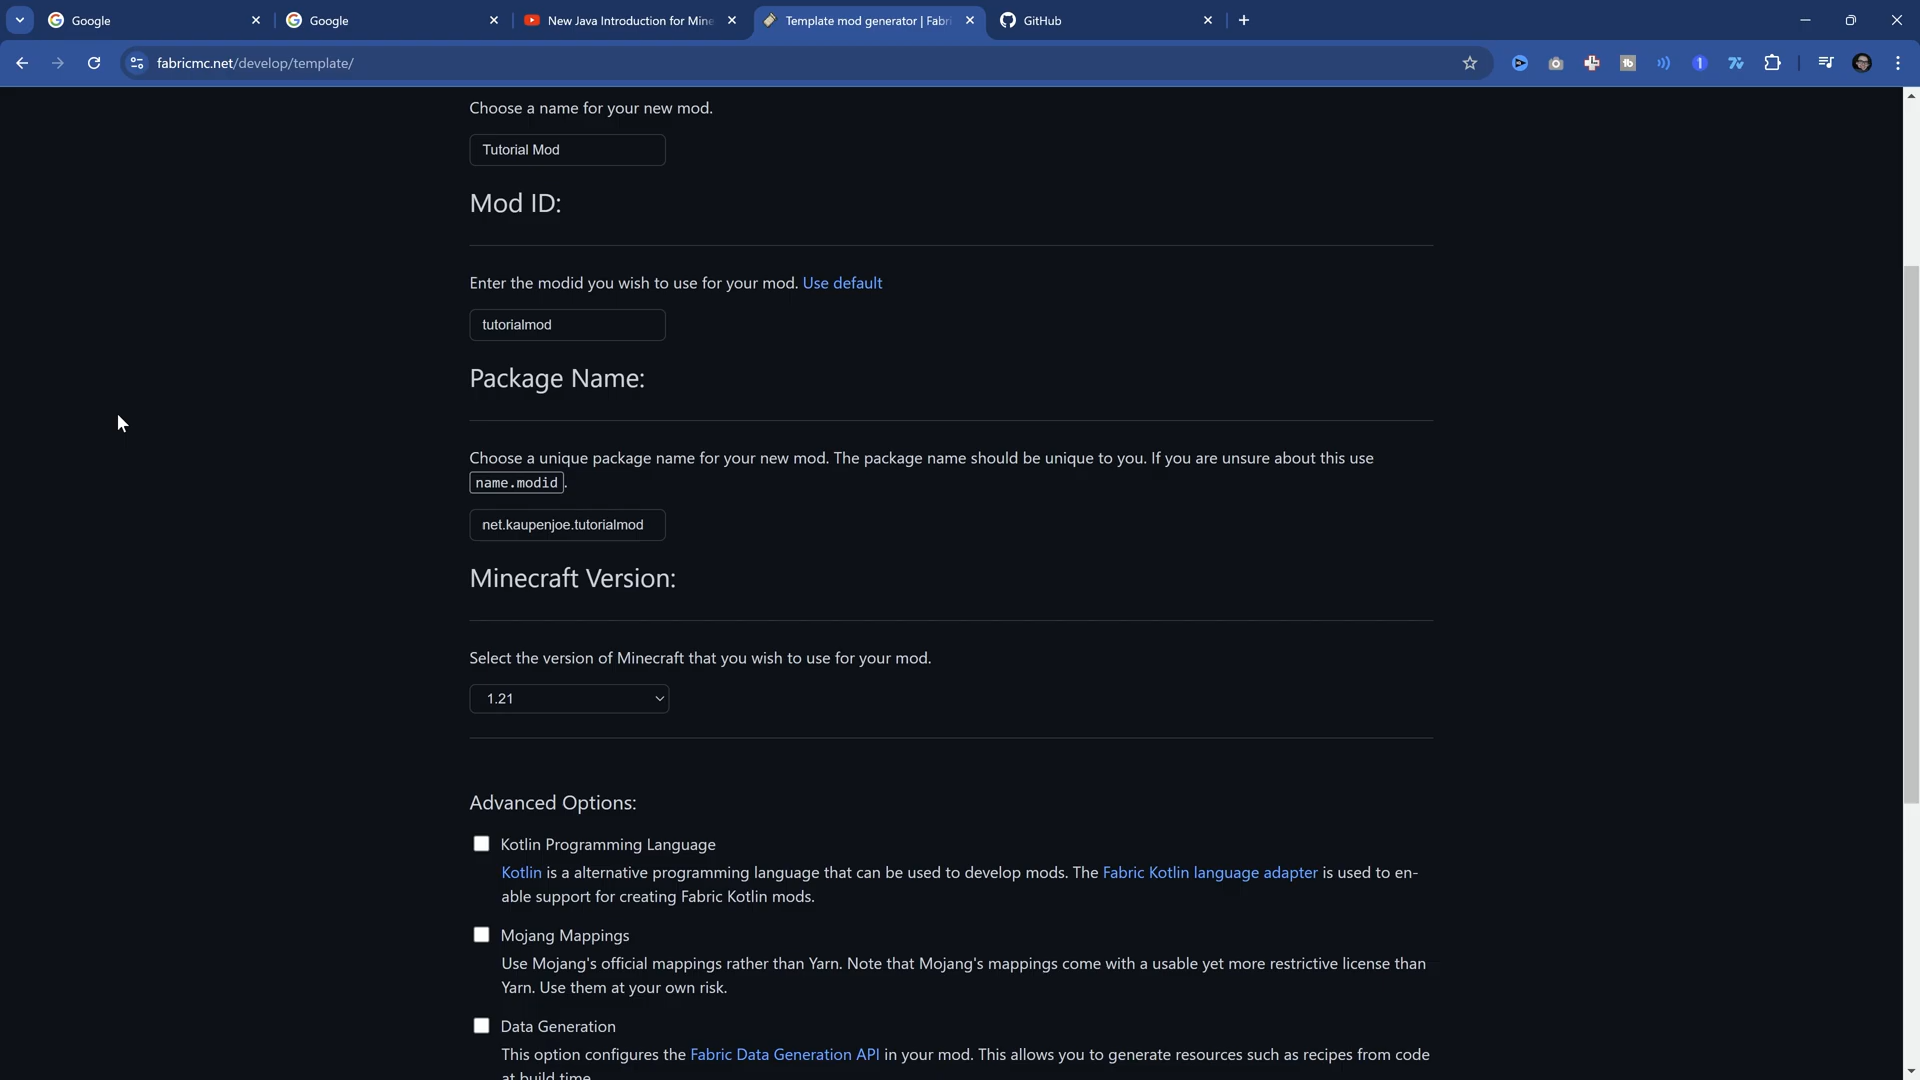 Google
Google
New Java Introduction for Mine
Template mod generator | Fabri
GitHub
fabricmc.net/develop/template/
Choose a name for your new mod.
Tutorial Mod
Mod ID:
Enter the modid you wish to use for your mod. Use default
tutorialmod
Package Name:
Choose a unique package name for your new mod. The package name should be unique to you. If you are unsure about this use
name.modid.
net.kaupenjoe.tutorialmod
Minecraft Version:
Select the version of Minecraft that you wish to use for your mod.
1.21
Advanced Options:
Kotlin Programming Language
Kotlin is a alternative programming language that can be used to develop mods. The Fabric Kotlin language adapter is used to en-
able support for creating Fabric Kotlin mods.
Mojang Mappings
Use Mojang's official mappings rather than Yarn. Note that Mojang's mappings come with a usable yet more restrictive license than
Yarn. Use them at your own risk.
Data Generation
This option configures the Fabric Data Generation API in your mod. This allows you to generate resources such as recipes from code
at build time.